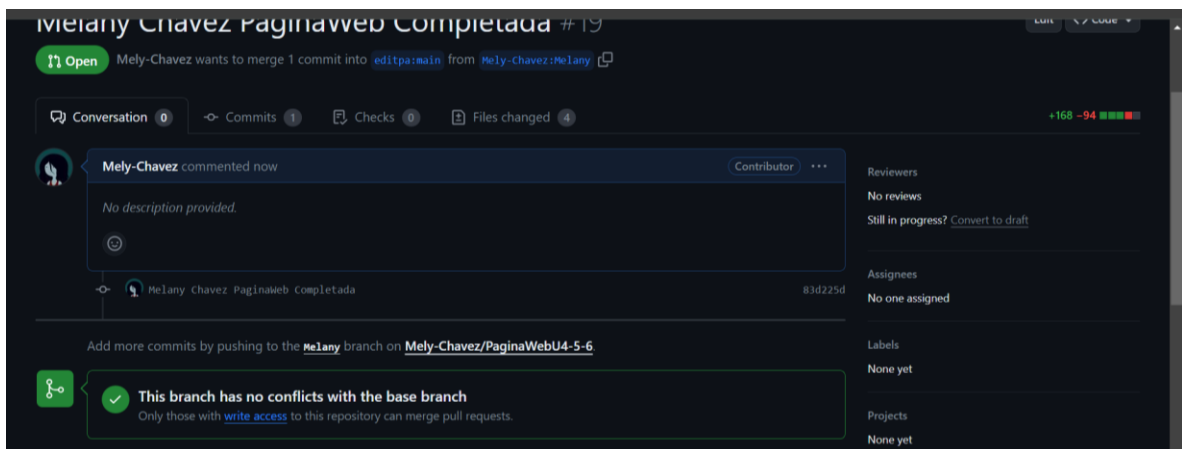 Melany Chavez PaginaWeb Completada #19
Edit <> Code
Open Mely-Chavez wants to merge 1 commit into editpa:main from Mely-Chavez:Melany
Conversation 0 Commits 1 Checks 0 Files changed 4
+168 −94
Mely-Chavez commented now Contributor ...
No description provided.
Melany Chavez PaginaWeb Completada 83d225d
Add more commits by pushing to the Melany branch on Mely-Chavez/PaginaWebU4-5-6.
This branch has no conflicts with the base branch
Only those with write access to this repository can merge pull requests.
Reviewers
No reviews
Still in progress? Convert to draft
Assignees
No one assigned
Labels
None yet
Projects
None yet